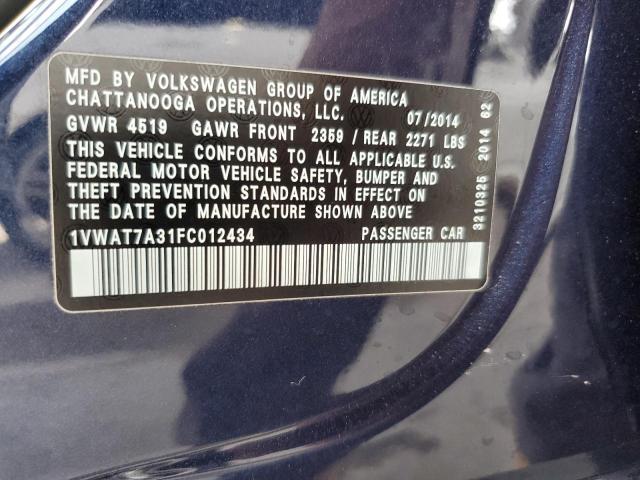 MFD BY VOLKSWAGEN GROUP OF AMERICA
CHATTANOOGA OPERATIONS, LLC. 07/2014
GVWR 4519 GAWR FRONT 2359 / REAR 2271 LBS
THIS VEHICLE CONFORMS TO ALL APPLICABLE U.S.
FEDERAL MOTOR VEHICLE SAFETY, BUMPER AND
THEFT PREVENTION STANDARDS IN EFFECT ON
THE DATE OF MANUFACTURE SHOWN ABOVE
1VWAT7A31FC012434 PASSENGER CAR
3210325 2014 62